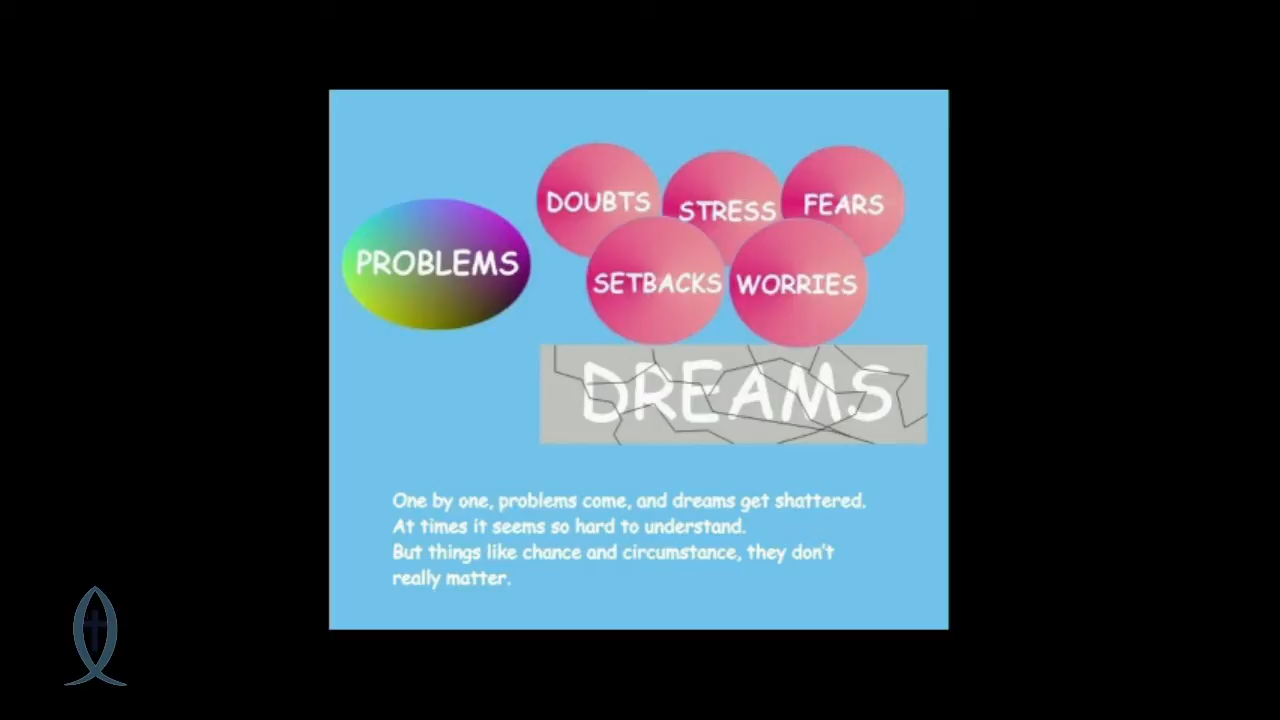 DOUBTS
STRESS
FEARS
PROBLEMS
SETBACKS
WORRIES
DREAMS
One by one, problems come, and dreams get shattered.
At times it seems so hard to understand.
But things like chance and circumstance, they don't
really matter.